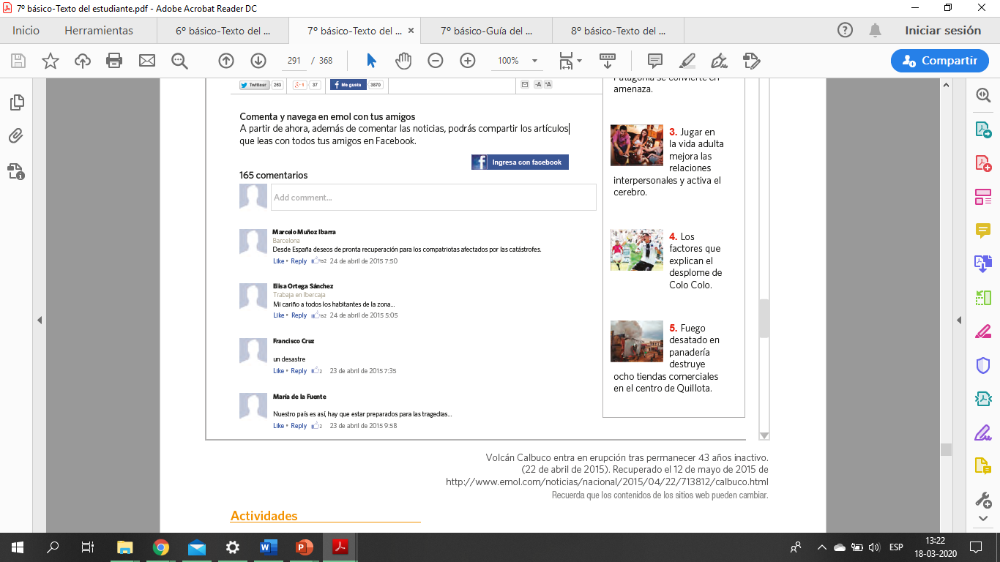 7º básico-Texto del estudiante.pdf - Adobe Acrobat Reader DC
Inicio
Herramientas
6º básico-Texto del ...
7º básico-Texto del ...
7º básico-Guía del ...
8º básico-Texto del ...
Iniciar sesión
291 / 368
100%
Compartir
Twittear 263
+1 37
Me gusta 3870
-A +A
Comenta y navega en emol con tus amigos
A partir de ahora, además de comentar las noticias, podrás compartir los artículos
que leas con todos tus amigos en Facebook.
Ingresa con facebook
165 comentarios
Add comment...
Marcelo Muñoz Ibarra
Barcelona
Desde España deseos de pronta recuperación para los compatriotas afectados por las catástrofes.
Like • Reply 152 24 de abril de 2015 7:50
Elisa Ortega Sánchez
Trabaja en Ibercaja
Mi cariño a todos los habitantes de la zona...
Like • Reply 152 24 de abril de 2015 5:05
Francisco Cruz
un desastre
Like • Reply 2 23 de abril de 2015 7:35
María de la Fuente
Nuestro país es así, hay que estar preparados para las tragedias...
Like • Reply 2 23 de abril de 2015 9:58
Patagonia se convierte en
amenaza.
3. Jugar en
la vida adulta
mejora las
relaciones
interpersonales y activa el
cerebro.
4. Los
factores que
explican el
desplome de
Colo Colo.
5. Fuego
desatado en
panadería
destruye
ocho tiendas comerciales
en el centro de Quillota.
Volcán Calbuco entra en erupción tras permanecer 43 años inactivo.
(22 de abril de 2015). Recuperado el 12 de mayo de 2015 de
http://www.emol.com/noticias/nacional/2015/04/22/713812/calbuco.html
Recuerda que los contenidos de los sitios web pueden cambiar.
Actividades
ESP
13:22
18-03-2020